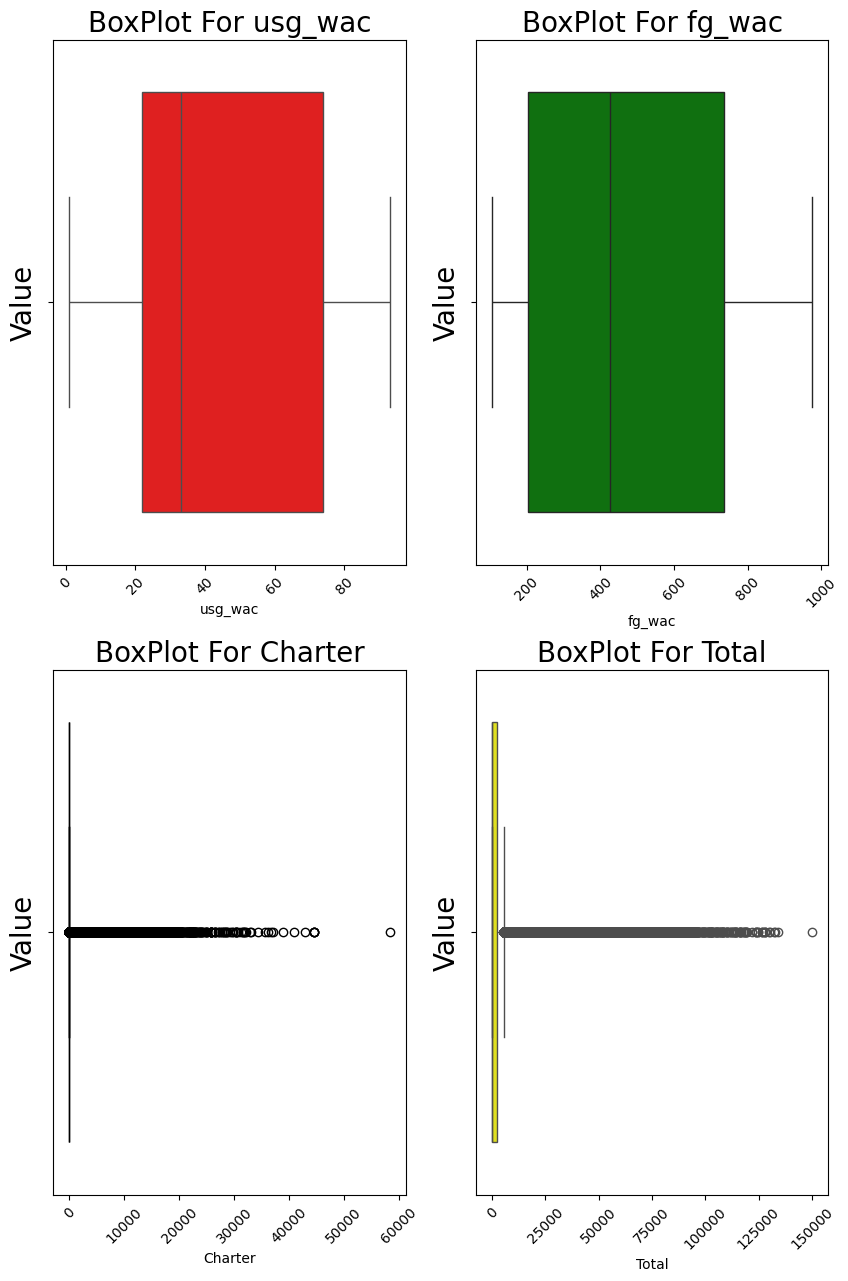 BoxPlot For usg_wac
BoxPlot For fg_wac
Value
Value
0 20 40 60 80
200 400 600 800 1000
usg_wac
fg_wac
BoxPlot For Charter
BoxPlot For Total
Value
Value
0 10000 20000 30000 40000 50000 60000
0 25000 50000 75000 100000 125000 150000
Charter
Total